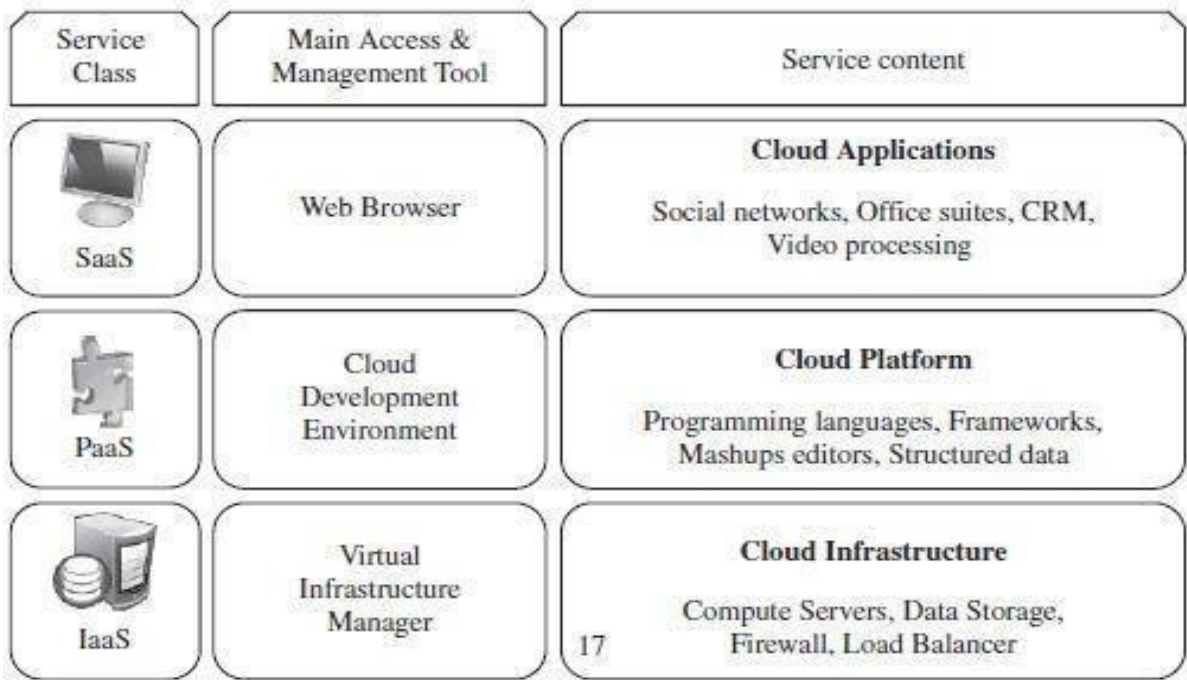 Service
Class
Main Access &
Management Tool
Service content
SaaS
Web Browser
Cloud Applications
Social networks, Office suites, CRM,
Video processing
PaaS
Cloud
Development
Environment
Cloud Platform
Programming languages, Frameworks,
Mashups editors, Structured data
IaaS
Virtual
Infrastructure
Manager
Cloud Infrastructure
Compute Servers, Data Storage,
Firewall, Load Balancer
17